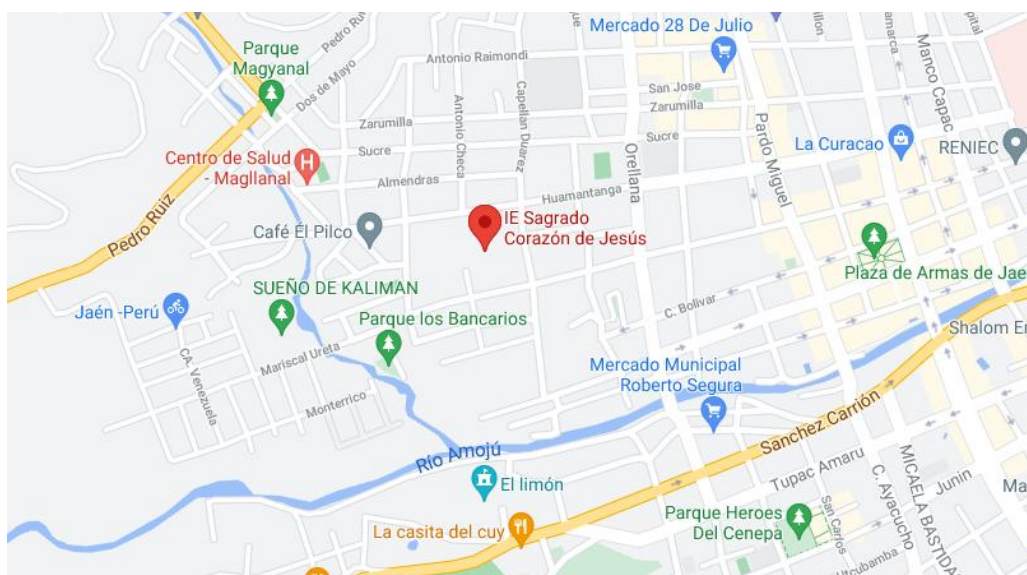 Parque
Magyanal
Pedro Ruiz
Dos de Mayo
Antonio Raimondi
Mercado 28 De Julio
San Jose
Zarumilla
Zarumilla
Sucre
Sucre
Antonio Checa
Capellan Duarez
Orellana
Pardo Miguel
Manco Capac
La Curacao
RENIEC
Centro de Salud
- Magllanal
Almendras
Huamantanga
Pedro Ruiz
Café El Pilco
IE Sagrado
Corazón de Jesús
Plaza de Armas de Jae
SUEÑO DE KALIMAN
Jaén -Perú
Parque los Bancarios
C. Bolivar
Shalom
Mariscal Ureta
CA. Venezuela
Monterrico
Mercado Municipal
Roberto Segura
Río Amojú
Sanchez Carrión
El limón
Tupac Amaru
Junin
C. Ayacucho
MICAELA BASTIDA
Ma
La casita del cuy
Parque Heroes
Del Cenepa
San Carlos
Utcubamba